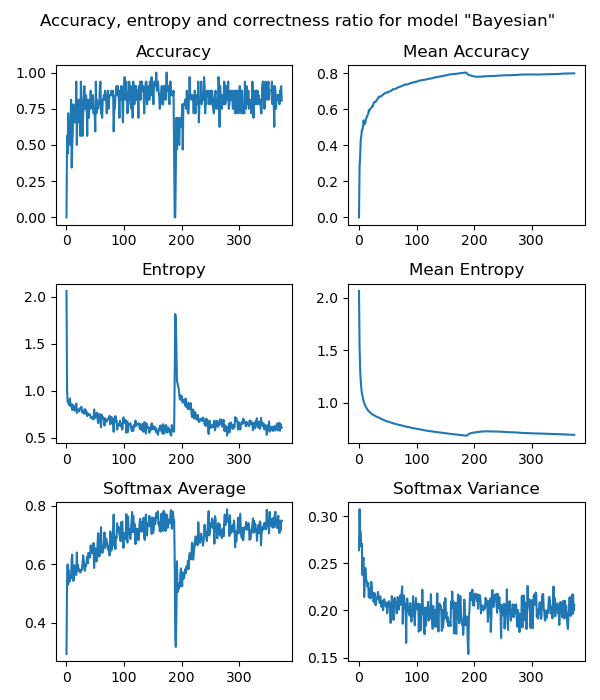 Accuracy, entropy and correctness ratio for model "Bayesian"
Accuracy
Mean Accuracy
1.00
0.75
0.50
0.25
0.00
0 100 200 300
0.8
0.6
0.4
0.2
0.0
0 100 200 300
Entropy
Mean Entropy
2.0
1.5
1.0
0.5
0 100 200 300
2.0
1.5
1.0
0 100 200 300
Softmax Average
Softmax Variance
0.8
0.6
0.4
0 100 200 300
0.30
0.25
0.20
0.15
0 100 200 300